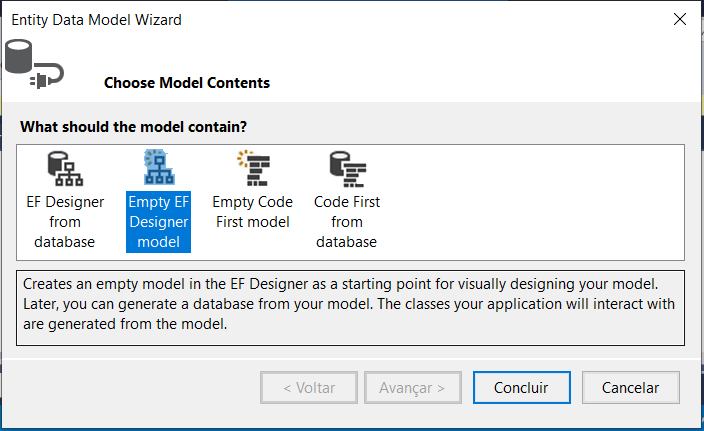 Entity Data Model Wizard
Choose Model Contents
What should the model contain?
EF Designer
from
database
Empty EF
Designer
model
Empty Code
First model
Code First
from
database
Creates an empty model in the EF Designer as a starting point for visually designing your model.
Later, you can generate a database from your model. The classes your application will interact with
are generated from the model.
< Voltar
Avançar >
Concluir
Cancelar